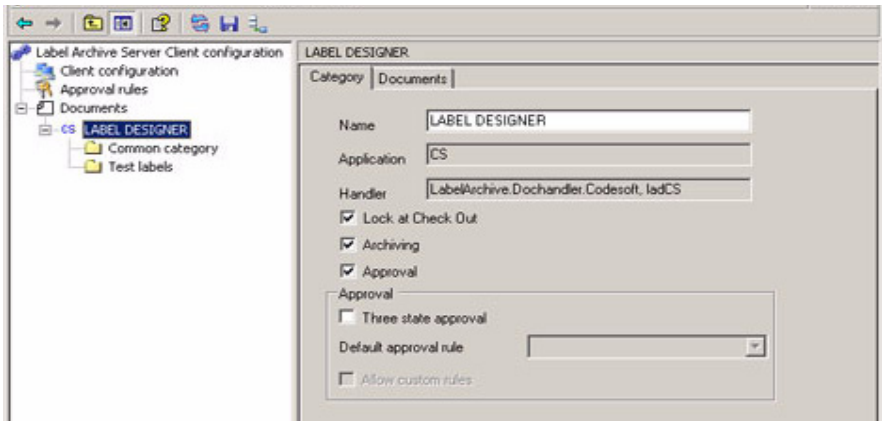 Label Archive Server Client configuration
Client configuration
Approval rules
Documents
CS LABEL DESIGNER
Common category
Test labels
LABEL DESIGNER
Category Documents
Name LABEL DESIGNER
Application CS
Handler LabelArchive.Dochandler.Codesoft, ladCS
Lock at Check Out
Archiving
Approval
Approval
Three state approval
Default approval rule
Allow custom rules